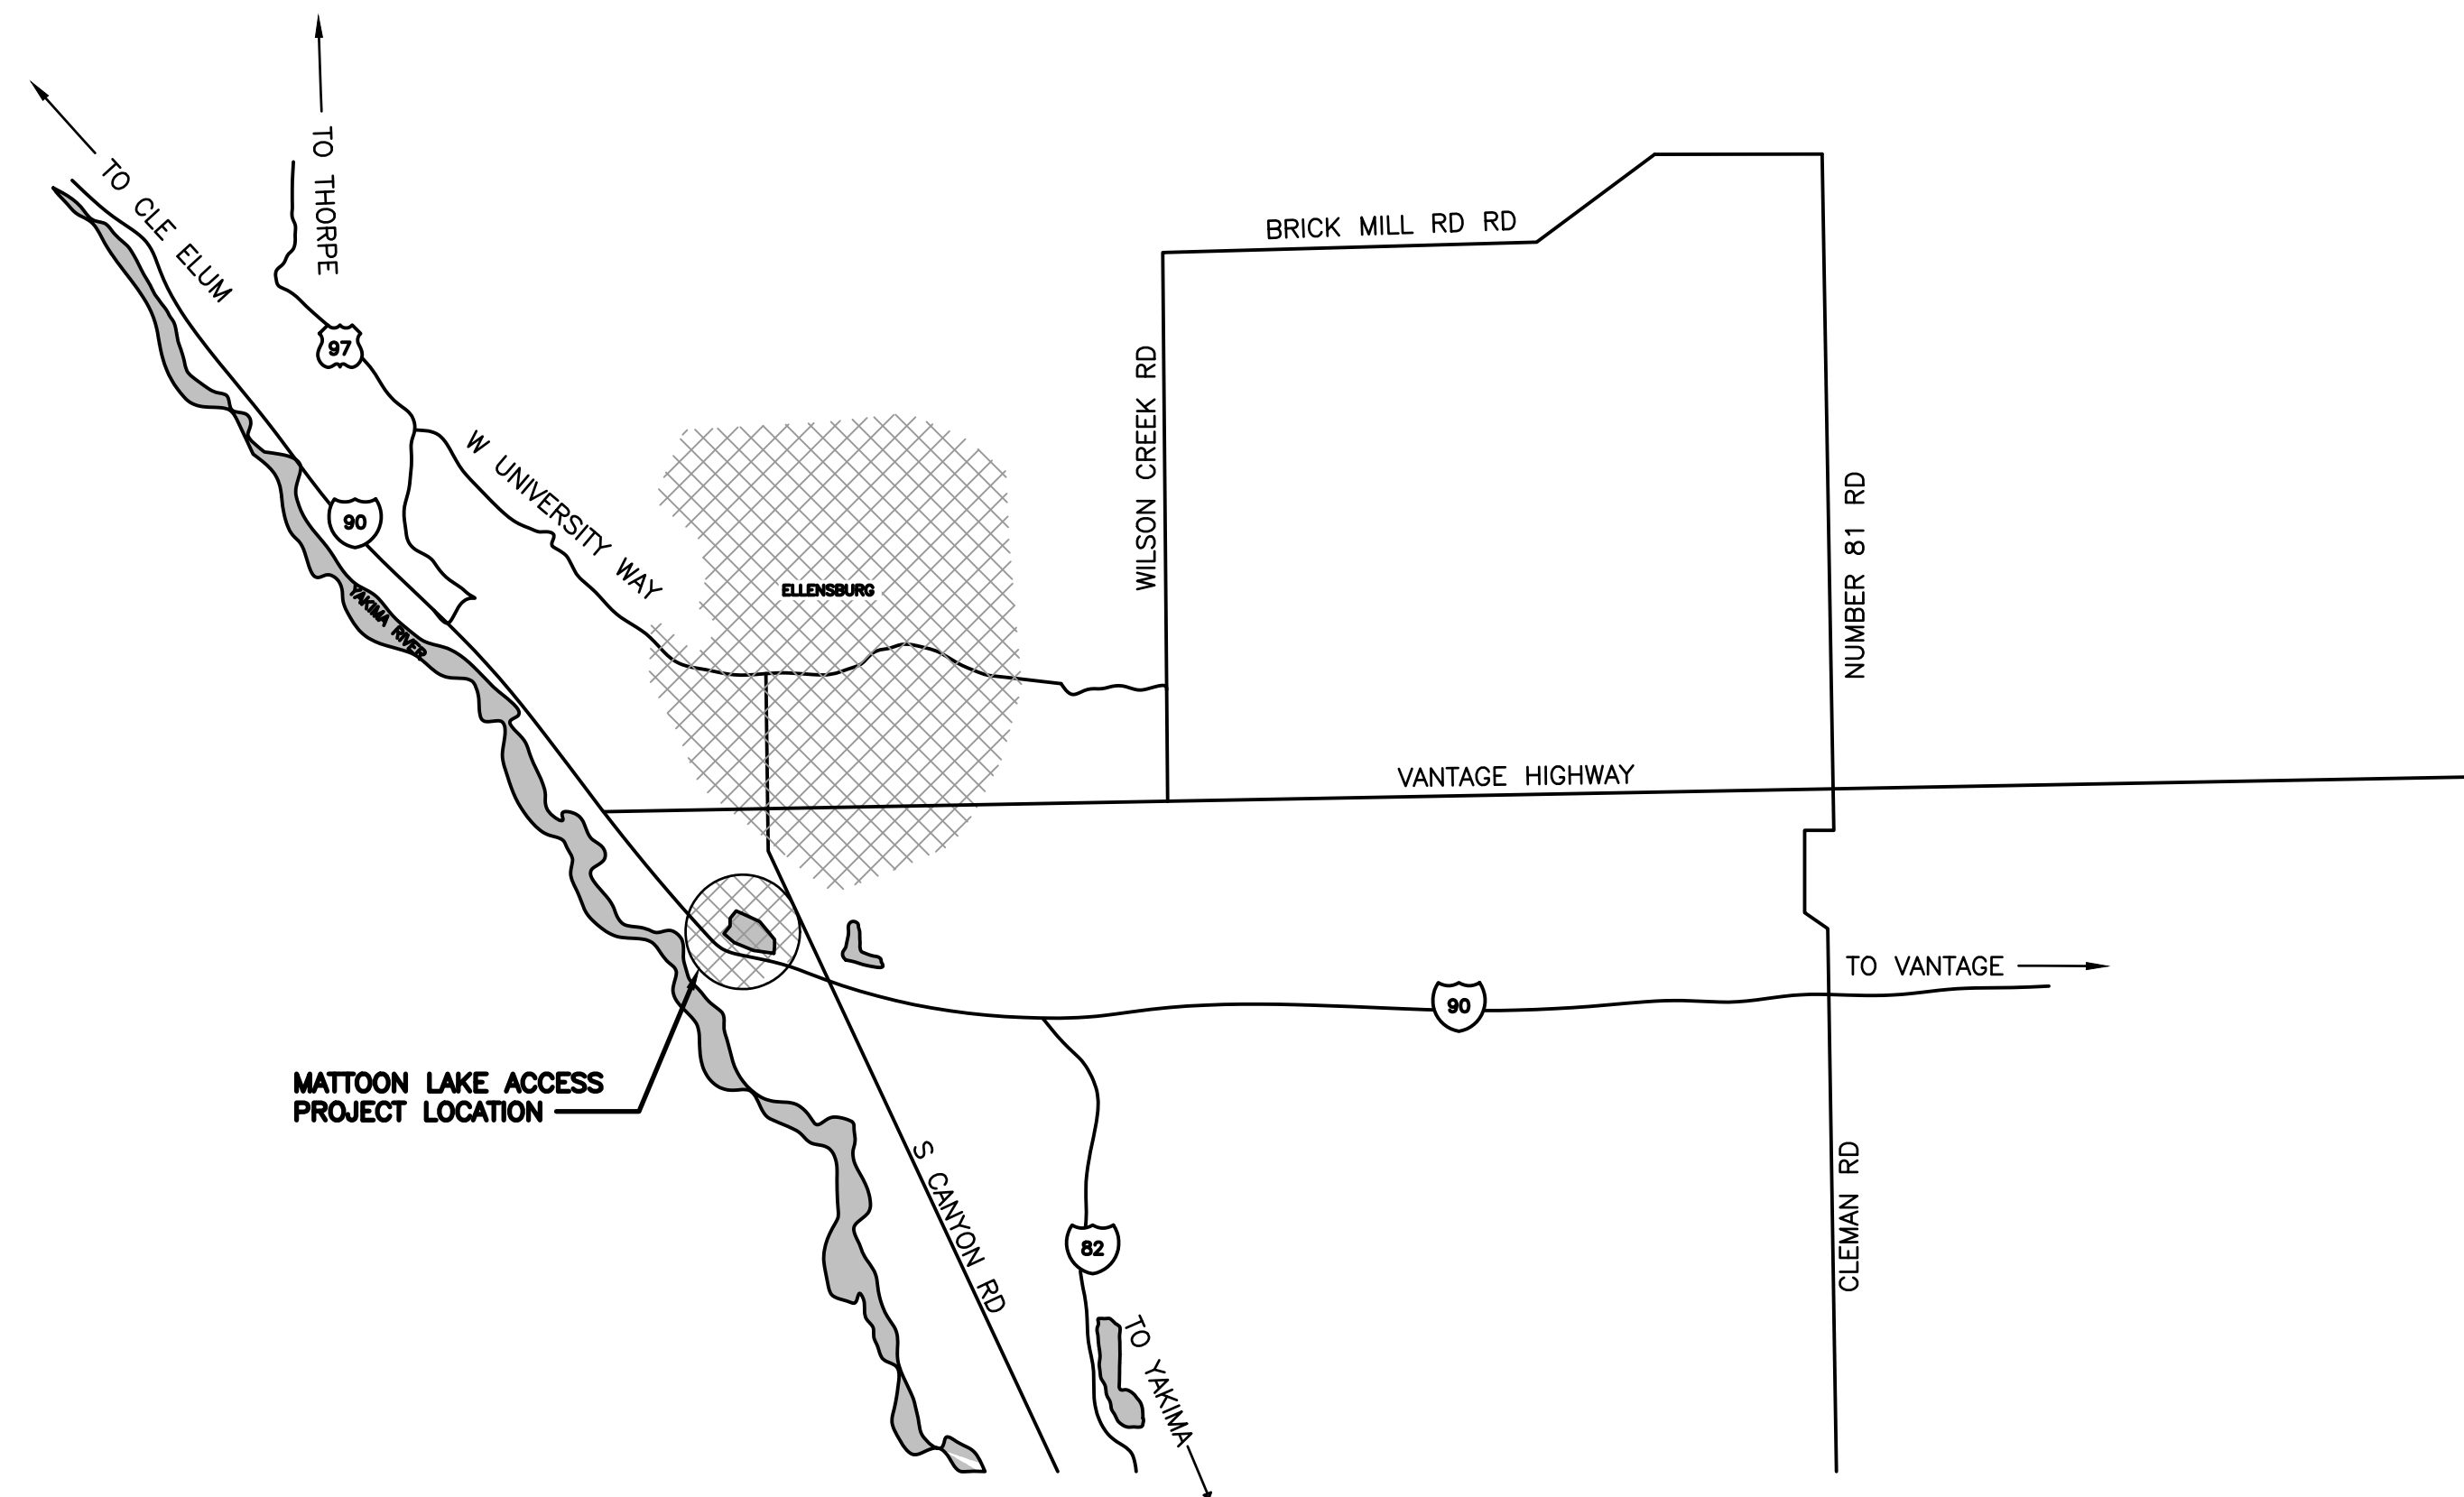 TO THORPE
TO CLE ELUM
BRICK MILL RD RD
97
W UNIVERSITY WAY
WILSON CREEK RD
NUMBER 81 RD
90
ELLENSBURG
YAKIMA RIVER
VANTAGE HIGHWAY
TO VANTAGE
90
MATTOON LAKE ACCESS
PROJECT LOCATION
S CANYON RD
CLEMAN RD
82
TO YAKIMA